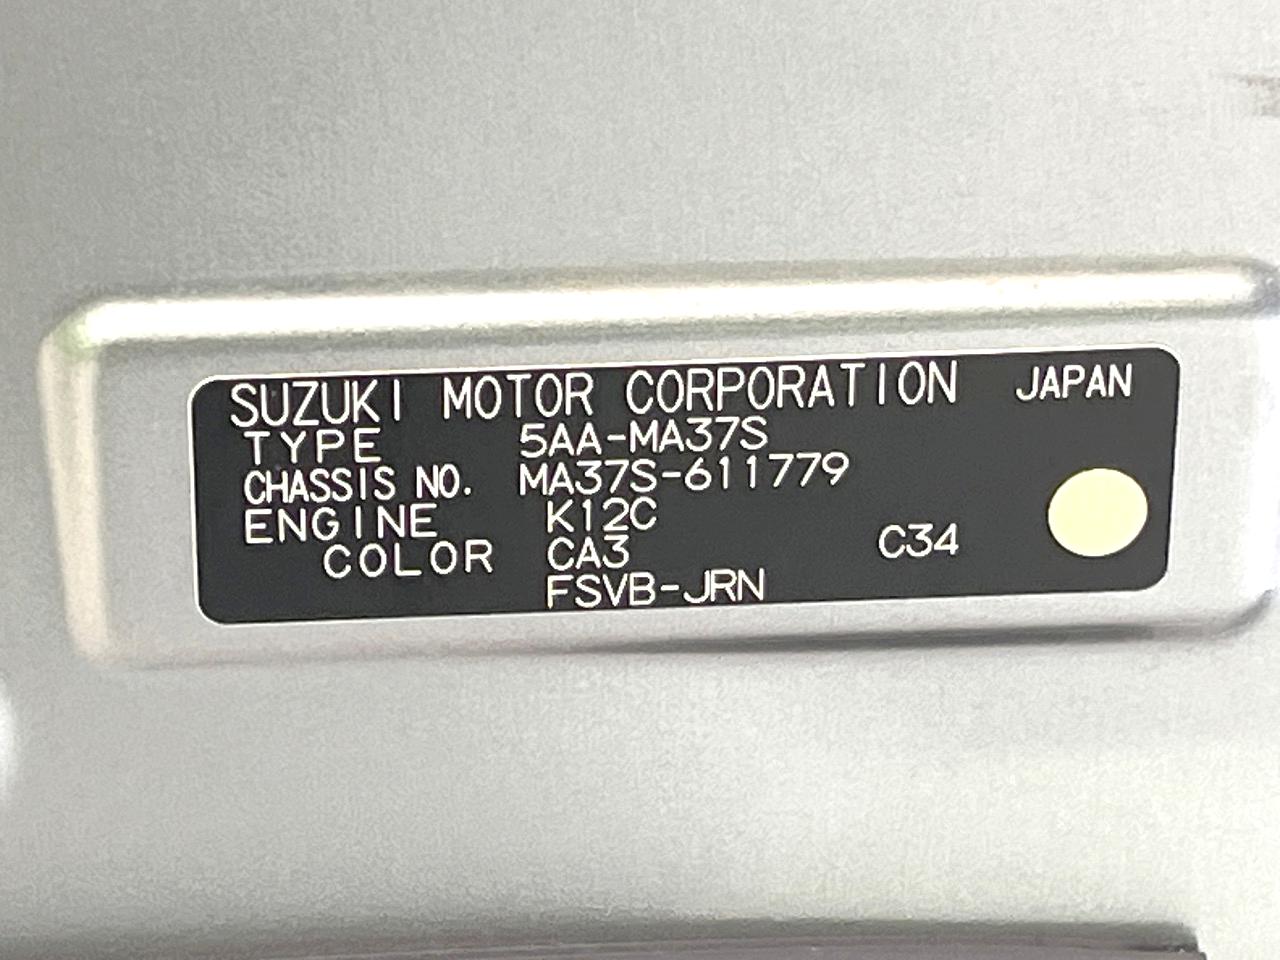 SUZUKI MOTOR CORPORATION JAPAN
TYPE 5AA-MA37S
CHASSIS NO. MA37S-611779
ENGINE K12C
COLOR CA3 C34
FSVB-JRN